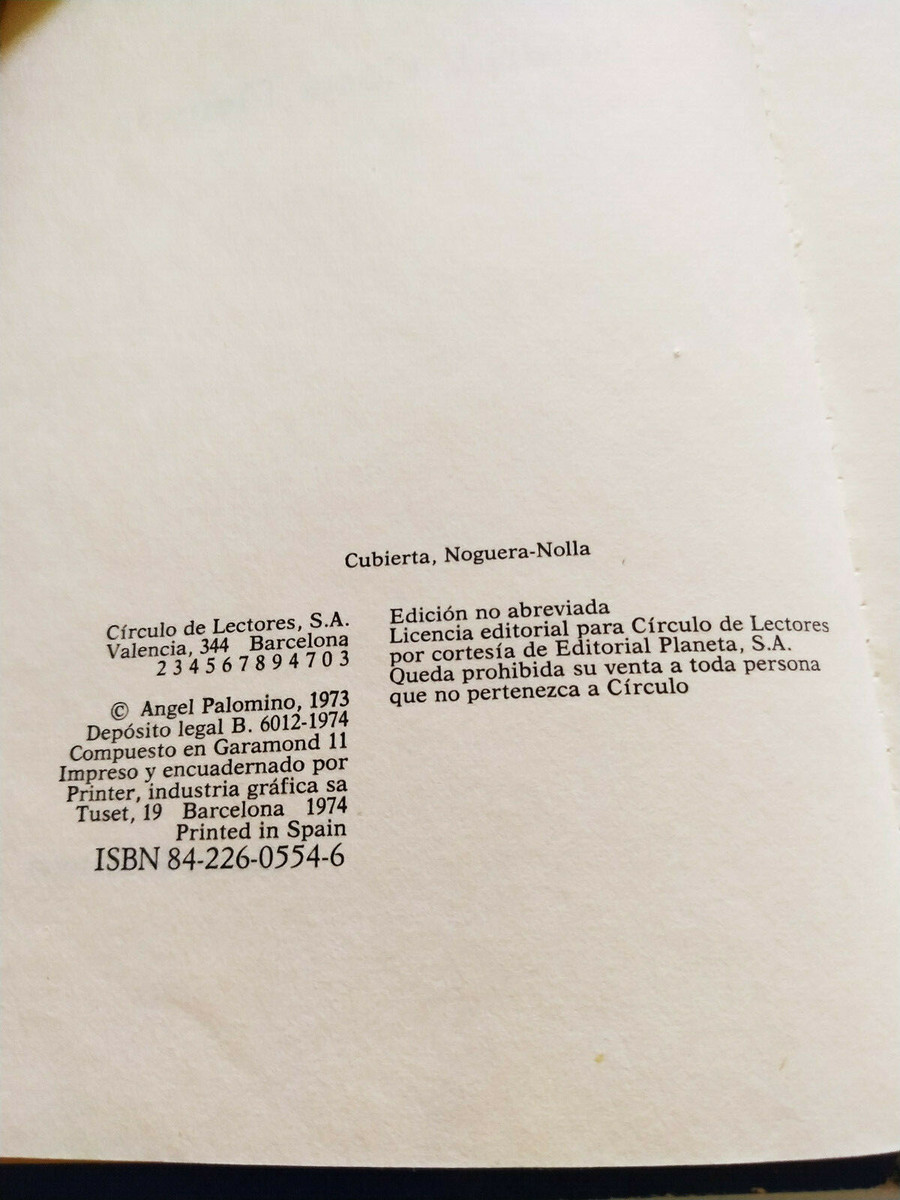 Cubierta, Noguera-Nolla
Círculo de Lectores, S.A.
Valencia, 344 Barcelona
2 3 4 5 6 7 8 9 4 7 0 3
© Angel Palomino, 1973
Depósito legal B. 6012-1974
Compuesto en Garamond 11
Impreso y encuadernado por
Printer, industria gráfica sa
Tuset, 19 Barcelona 1974
Printed in Spain
ISBN 84-226-0554-6
Edición no abreviada
Licencia editorial para Círculo de Lectores
por cortesía de Editorial Planeta, S.A.
Queda prohibida su venta a toda persona
que no pertenezca a Círculo